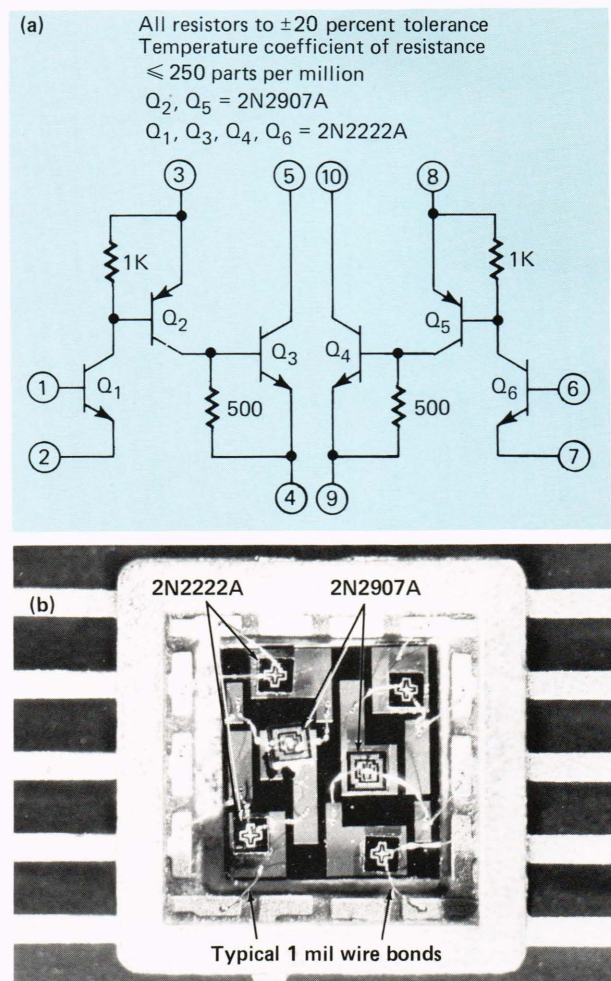 (a)
All resistors to ±20 percent tolerance
Temperature coefficient of resistance
≤ 250 parts per million
Q2, Q5 = 2N2907A
Q1, Q3, Q4, Q6 = 2N2222A
3
5
10
8
1K
1K
Q2
Q5
Q3
Q4
1
Q1
Q6
6
500
500
2
7
4
9
(b)
2N2222A
2N2907A
Typical 1 mil wire bonds